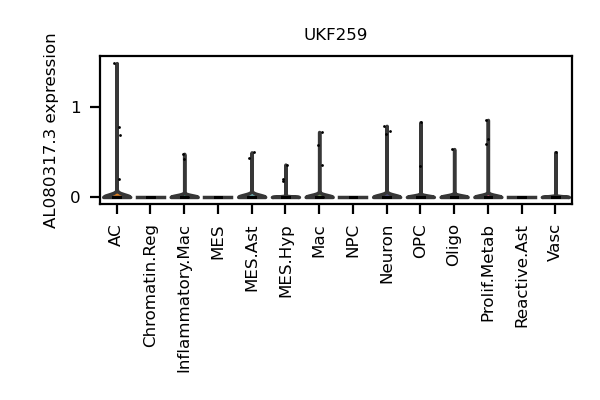 UKF259
AL080317.3 expression
1
0
AC
Chromatin.Reg
Inflammatory.Mac
MES
MES.Ast
MES.Hyp
Mac
NPC
Neuron
OPC
Oligo
Prolif.Metab
Reactive.Ast
Vasc